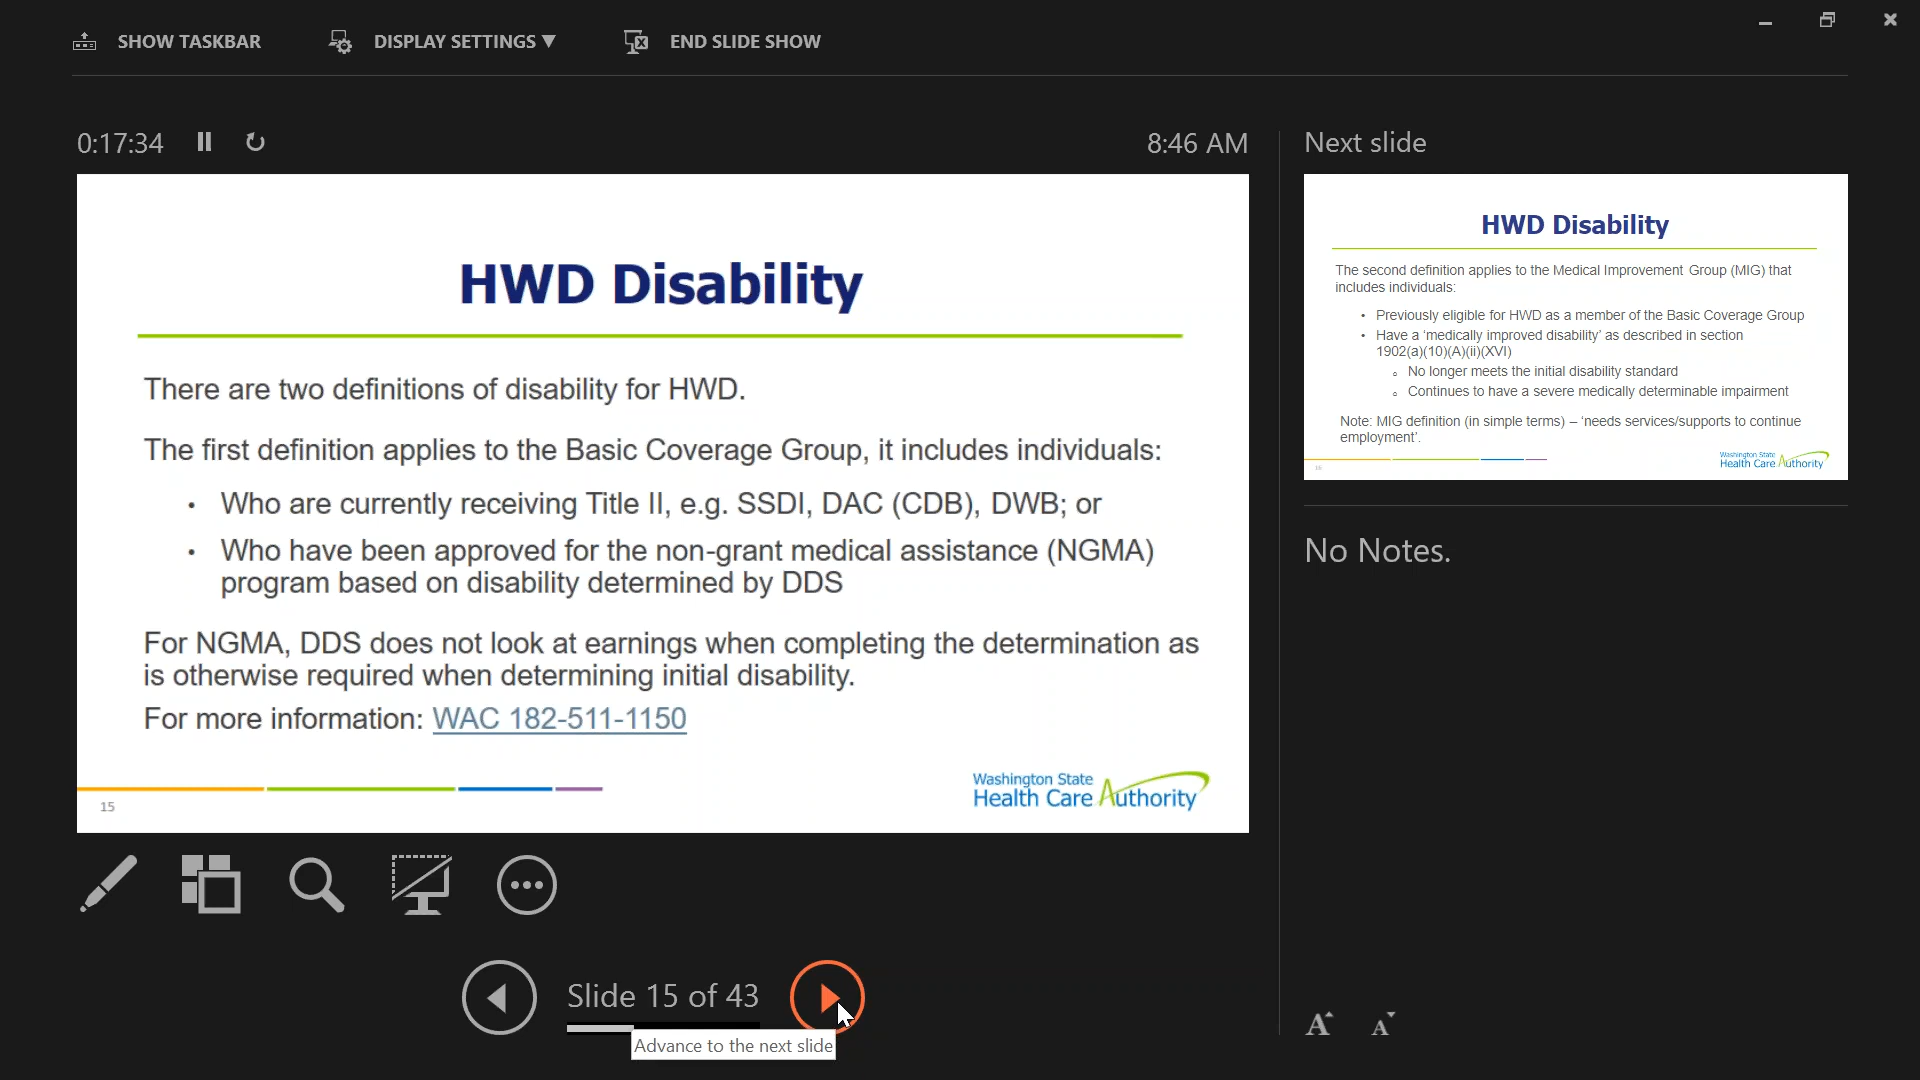 SHOW TASKBAR
DISPLAY SETTINGS ▼
END SLIDE SHOW
0:17:34
8:46 AM
HWD Disability
There are two definitions of disability for HWD.
The first definition applies to the Basic Coverage Group, it includes individuals:
• Who are currently receiving Title II, e.g. SSDI, DAC (CDB), DWB; or
• Who have been approved for the non-grant medical assistance (NGMA)
program based on disability determined by DDS
For NGMA, DDS does not look at earnings when completing the determination as
is otherwise required when determining initial disability.
For more information: WAC 182-511-1150
Washington State
Health Care Authority
15
Next slide
HWD Disability
The second definition applies to the Medical Improvement Group (MIG) that
includes individuals:
• Previously eligible for HWD as a member of the Basic Coverage Group
• Have a ‘medically improved disability’ as described in section
1902(a)(10)(A)(ii)(XVI)
o No longer meets the initial disability standard
o Continues to have a severe medically determinable impairment
Note: MIG definition (in simple terms) – ‘needs services/supports to continue
employment’.
Washington State
Health Care Authority
16
No Notes.
Slide 15 of 43
Advance to the next slide
A A